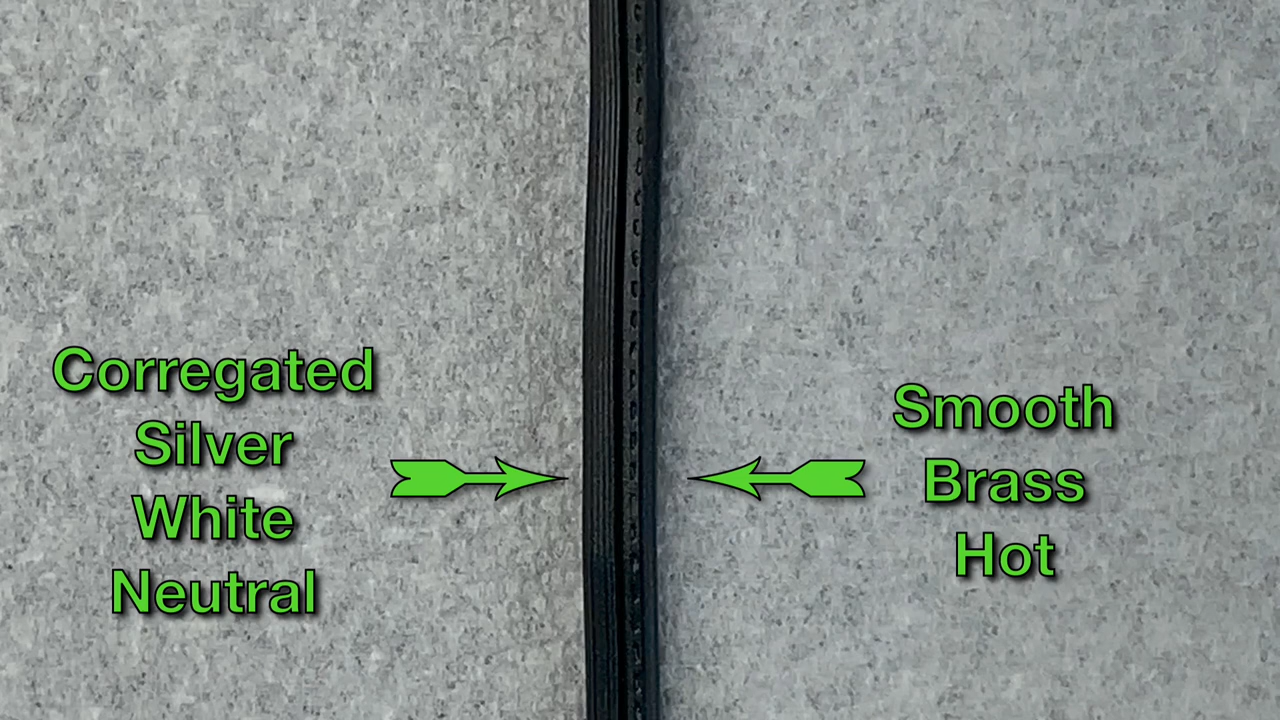 Corregated
Silver
White
Neutral
Smooth
Brass
Hot